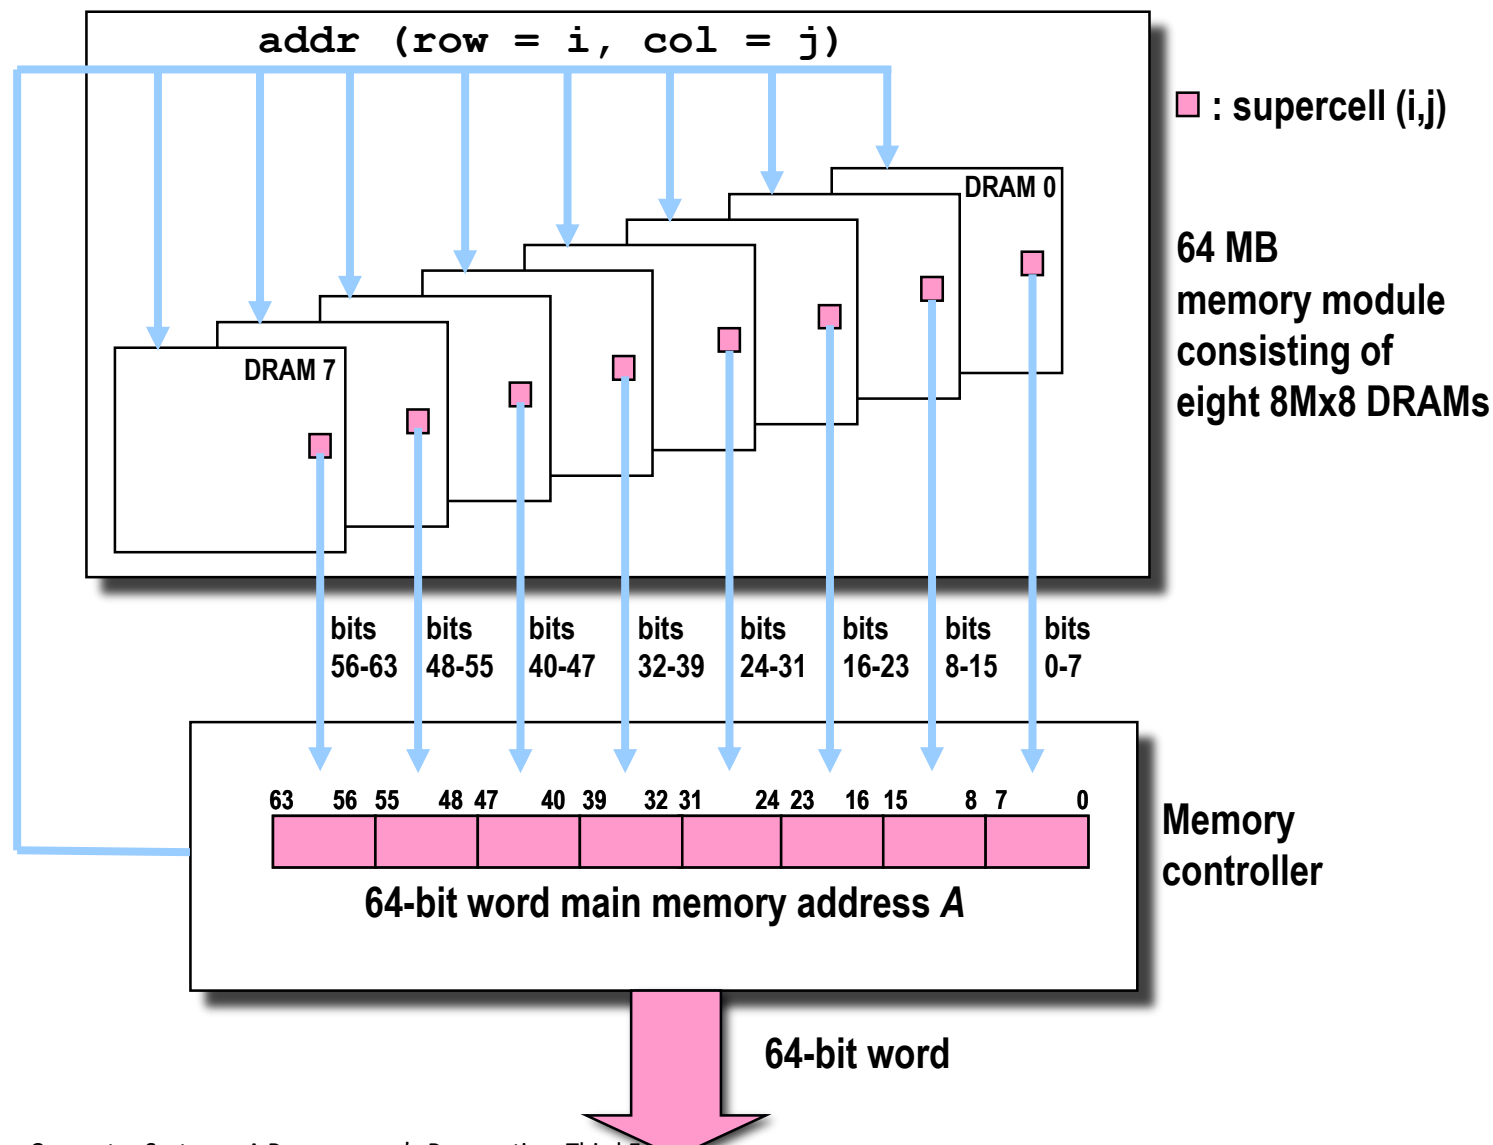 addr (row = i, col = j)
: supercell (i,j)
DRAM 0
64 MB
memory module
consisting of
eight 8Mx8 DRAMs
DRAM 7
bits
56-63
bits
48-55
bits
40-47
bits
32-39
bits
24-31
bits
16-23
bits
8-15
bits
0-7
63 56 55 48 47 40 39 32 31 24 23 16 15 8 7 0
64-bit word main memory address A
Memory
controller
64-bit word